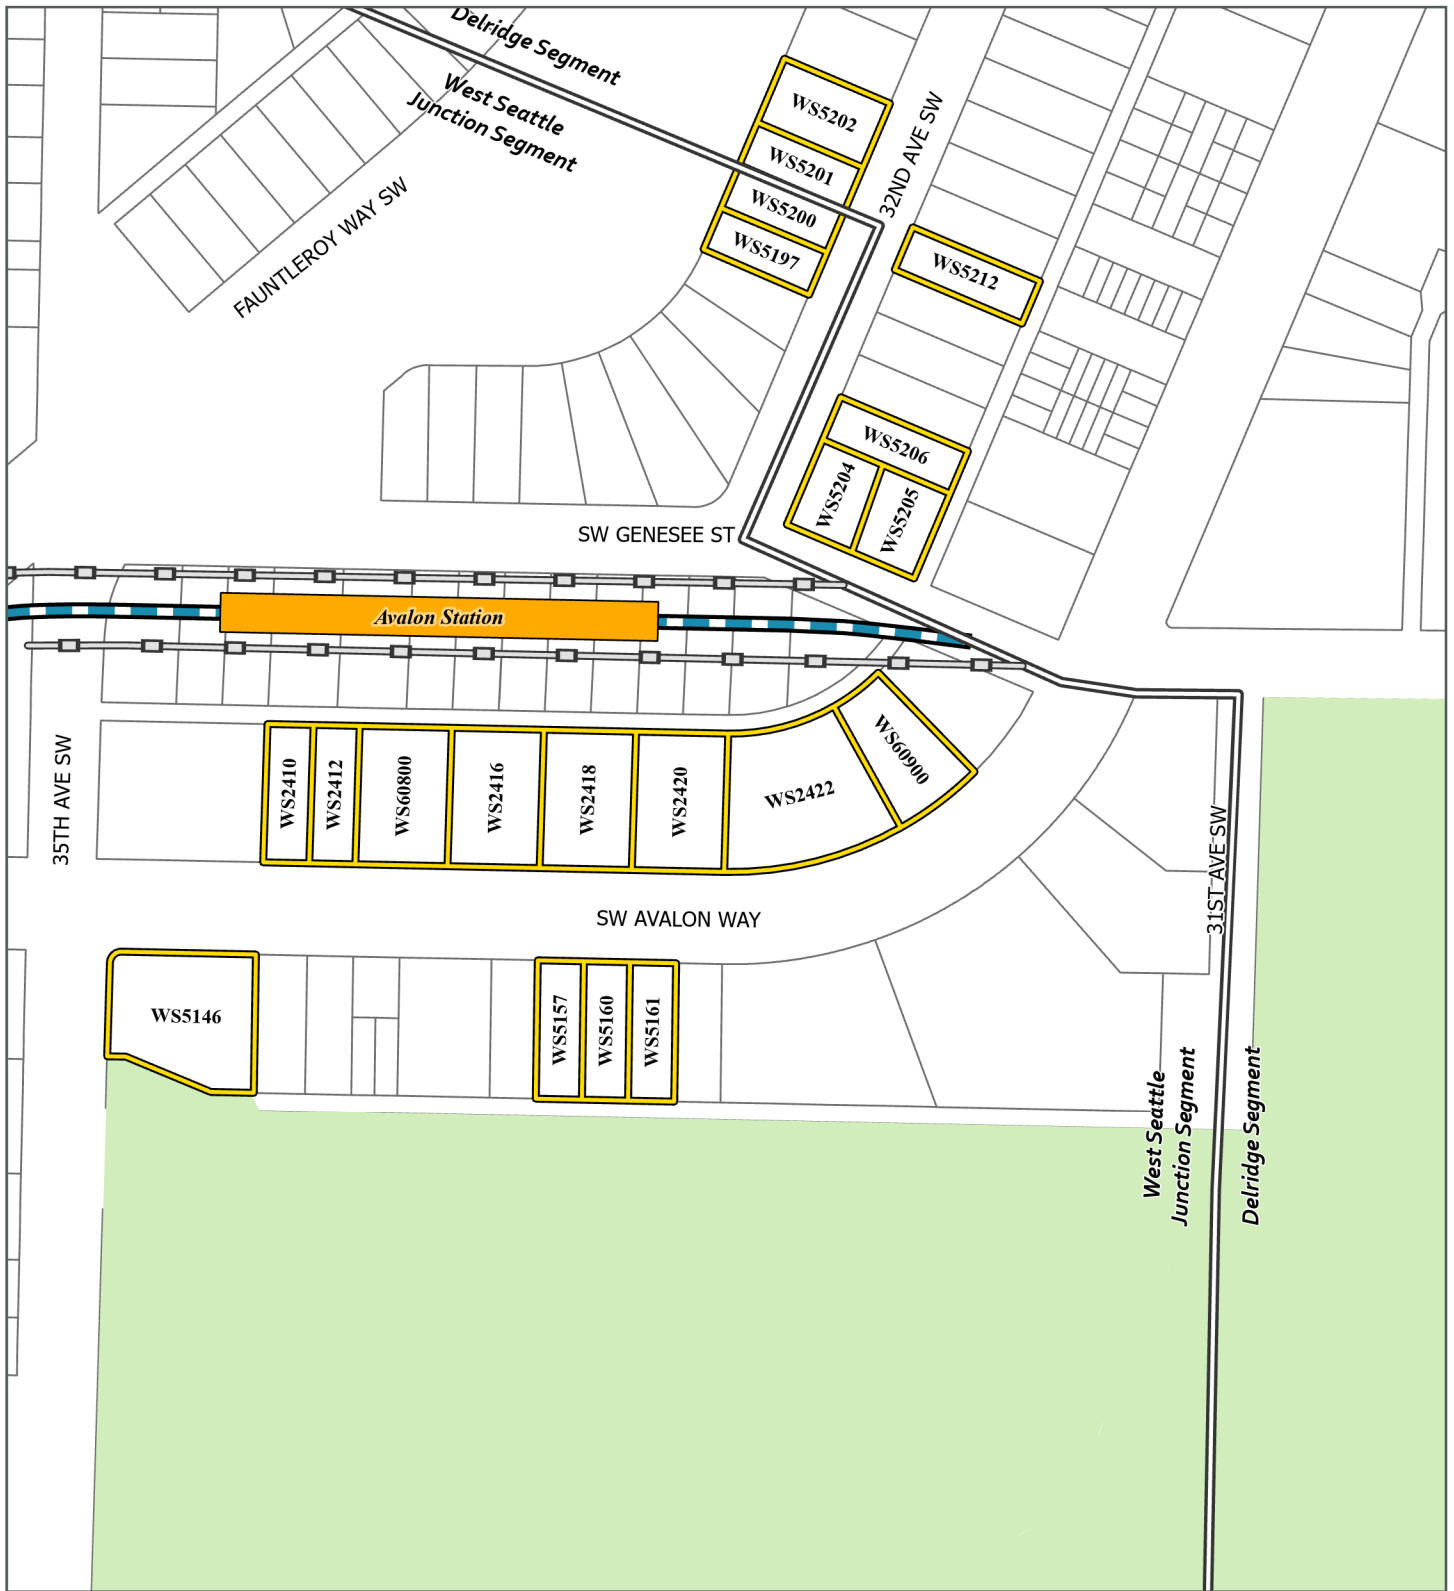 Delridge Segment
West Seattle
Junction Segment
WS5202
WS5201
WS5200
WS5197
32ND AVE SW
WS5212
FAUNTLEROY WAY SW
WS5206
WS5204
WS5205
SW GENESEE ST
Avalon Station
35TH AVE SW
WS2410
WS2412
WS60800
WS2416
WS2418
WS2420
WS2422
WS60900
31ST AVE SW
SW AVALON WAY
WS5146
WS5157
WS5160
WS5161
West Seattle
Junction Segment
Delridge Segment